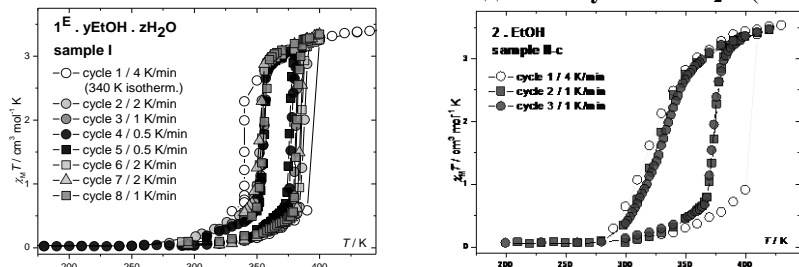 1ᴱ . yEtOH . zH₂O
sample I
cycle 1 / 4 K/min
(340 K isotherm.)
cycle 2 / 2 K/min
cycle 3 / 1 K/min
cycle 4 / 0.5 K/min
cycle 5 / 0.5 K/min
cycle 6 / 2 K/min
cycle 7 / 2 K/min
cycle 8 / 1 K/min
χMT / cm³ mol⁻¹ K
3
2
1
0
T / K
200 250 300 350 400
2 . EtOH
sample II-c
cycle 1 / 4 K/min
cycle 2 / 1 K/min
cycle 3 / 1 K/min
χMT / cm³ mol⁻¹ K
3
2
1
0
T / K
200 250 300 350 400